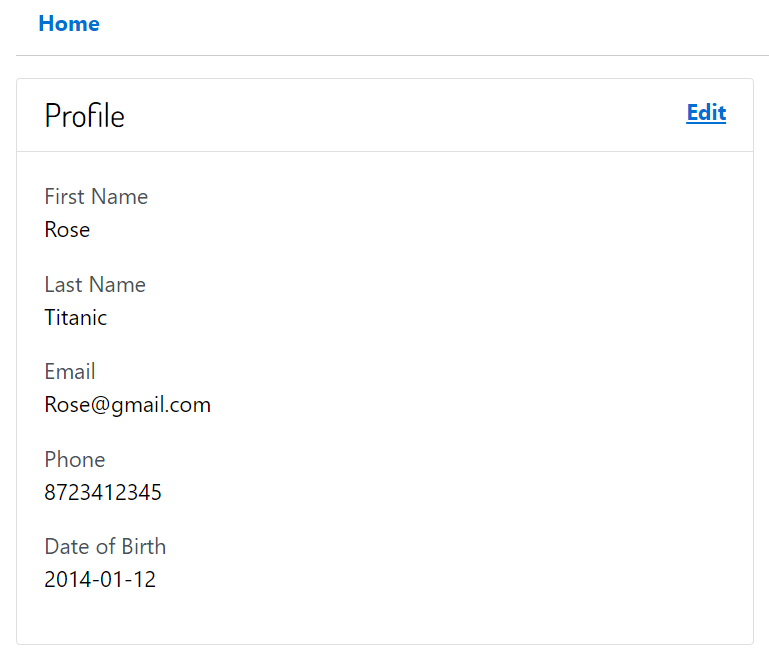 Home
Profile
Edit
First Name
Rose
Last Name
Titanic
Email
Rose@gmail.com
Phone
8723412345
Date of Birth
2014-01-12